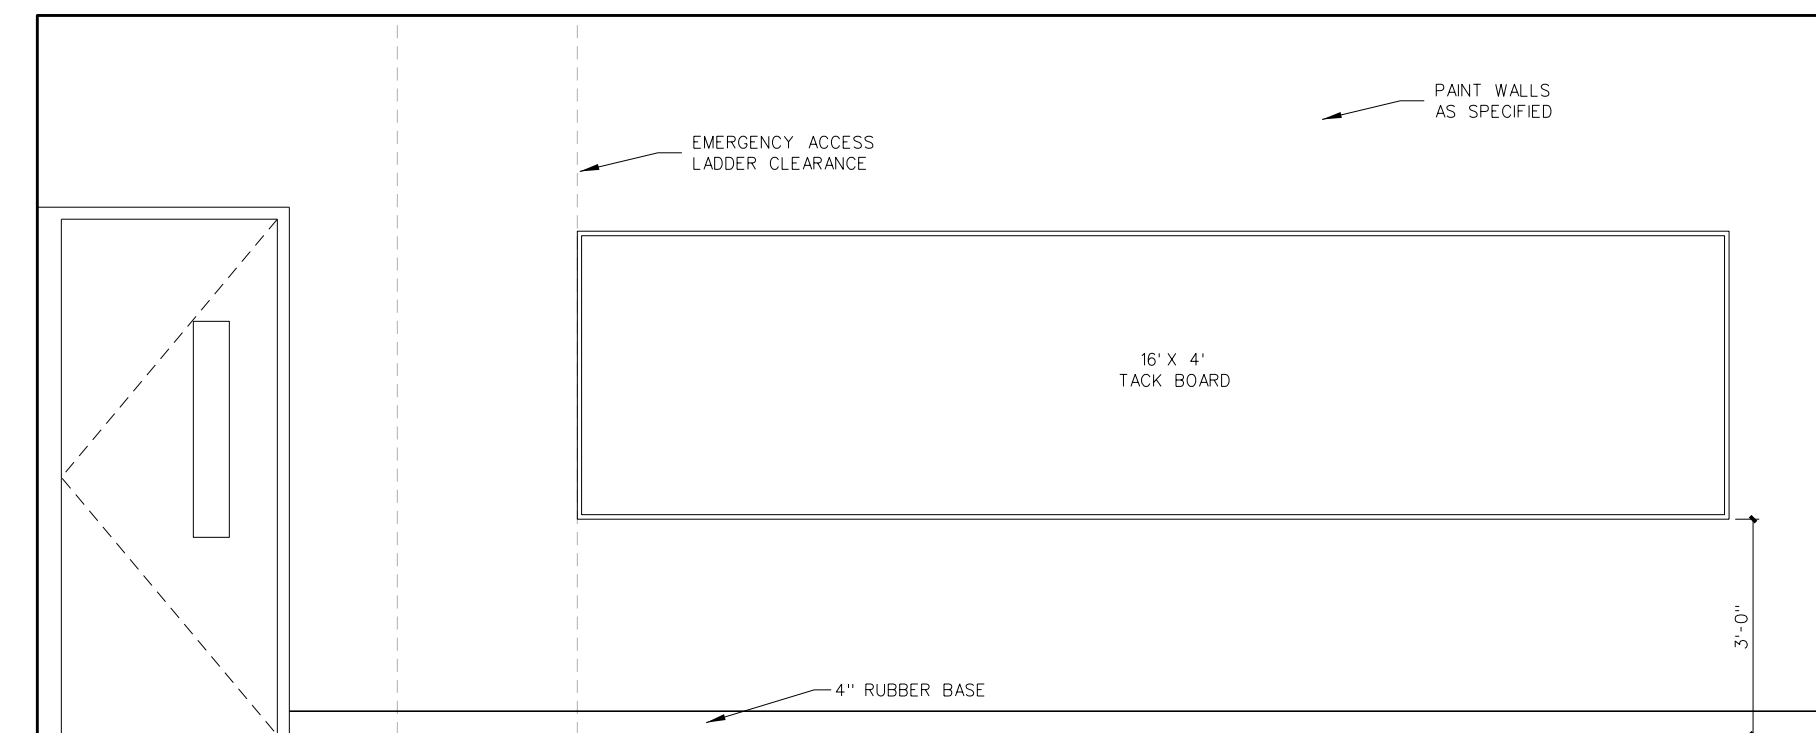 PAINT WALLS
AS SPECIFIED
EMERGENCY ACCESS
LADDER CLEARANCE
16' X 4'
TACK BOARD
3'-0"
4" RUBBER BASE